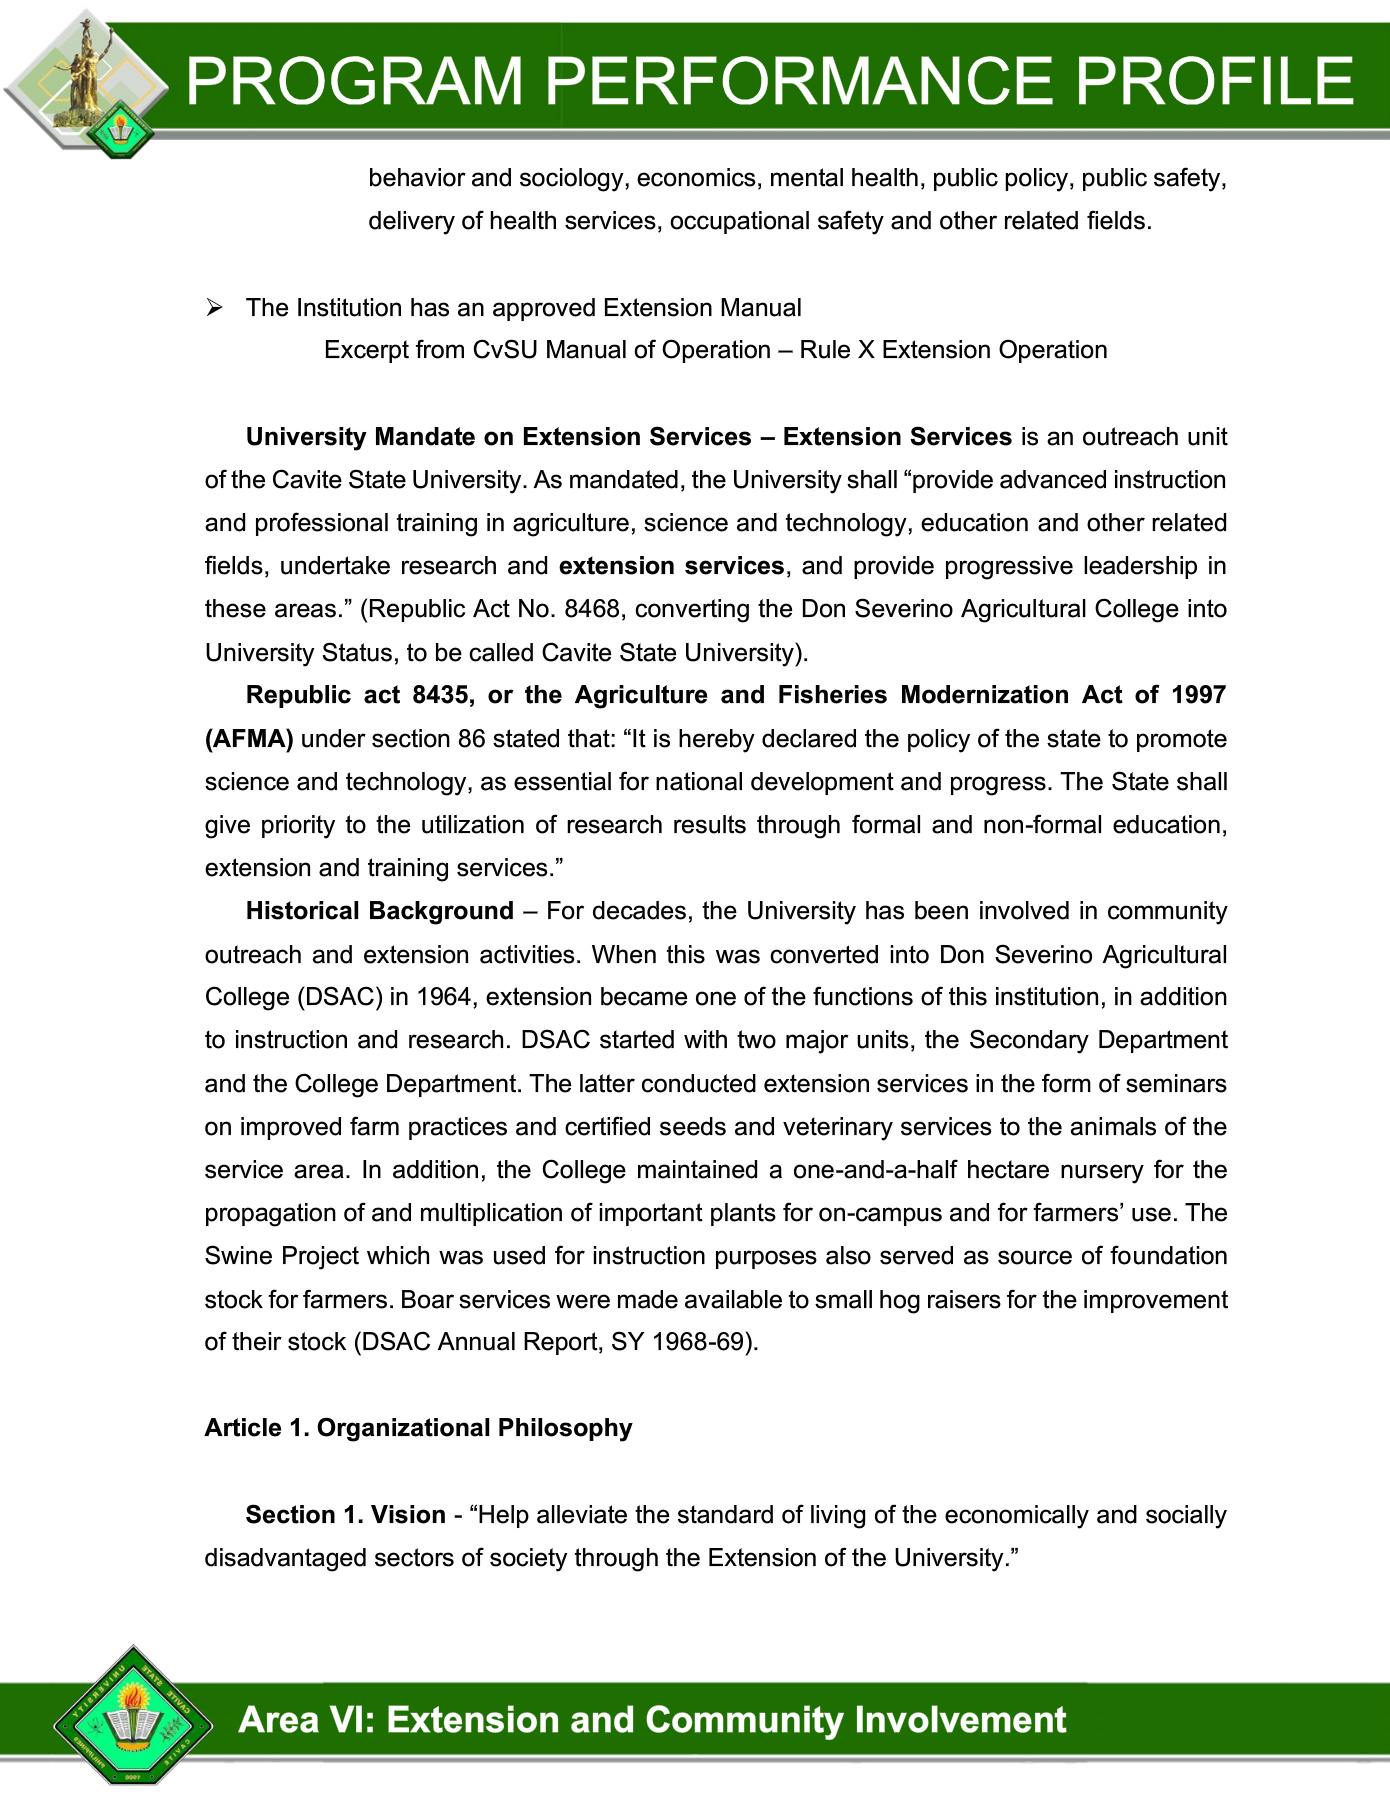 PROGRAM PERFORMANCE PROFILE
behavior and sociology, economics, mental health, public policy, public safety,
delivery of health services, occupational safety and other related fields.
➢ The Institution has an approved Extension Manual
Excerpt from CvSU Manual of Operation – Rule X Extension Operation
University Mandate on Extension Services – Extension Services is an outreach unit
of the Cavite State University. As mandated, the University shall “provide advanced instruction
and professional training in agriculture, science and technology, education and other related
fields, undertake research and extension services, and provide progressive leadership in
these areas.” (Republic Act No. 8468, converting the Don Severino Agricultural College into
University Status, to be called Cavite State University).
Republic act 8435, or the Agriculture and Fisheries Modernization Act of 1997
(AFMA) under section 86 stated that: “It is hereby declared the policy of the state to promote
science and technology, as essential for national development and progress. The State shall
give priority to the utilization of research results through formal and non-formal education,
extension and training services.”
Historical Background – For decades, the University has been involved in community
outreach and extension activities. When this was converted into Don Severino Agricultural
College (DSAC) in 1964, extension became one of the functions of this institution, in addition
to instruction and research. DSAC started with two major units, the Secondary Department
and the College Department. The latter conducted extension services in the form of seminars
on improved farm practices and certified seeds and veterinary services to the animals of the
service area. In addition, the College maintained a one-and-a-half hectare nursery for the
propagation of and multiplication of important plants for on-campus and for farmers’ use. The
Swine Project which was used for instruction purposes also served as source of foundation
stock for farmers. Boar services were made available to small hog raisers for the improvement
of their stock (DSAC Annual Report, SY 1968-69).
Article 1. Organizational Philosophy
Section 1. Vision - “Help alleviate the standard of living of the economically and socially
disadvantaged sectors of society through the Extension of the University.”
CAVITE STATE UNIVERSITY
CAVITE PHILIPPINES
Area VI: Extension and Community Involvement